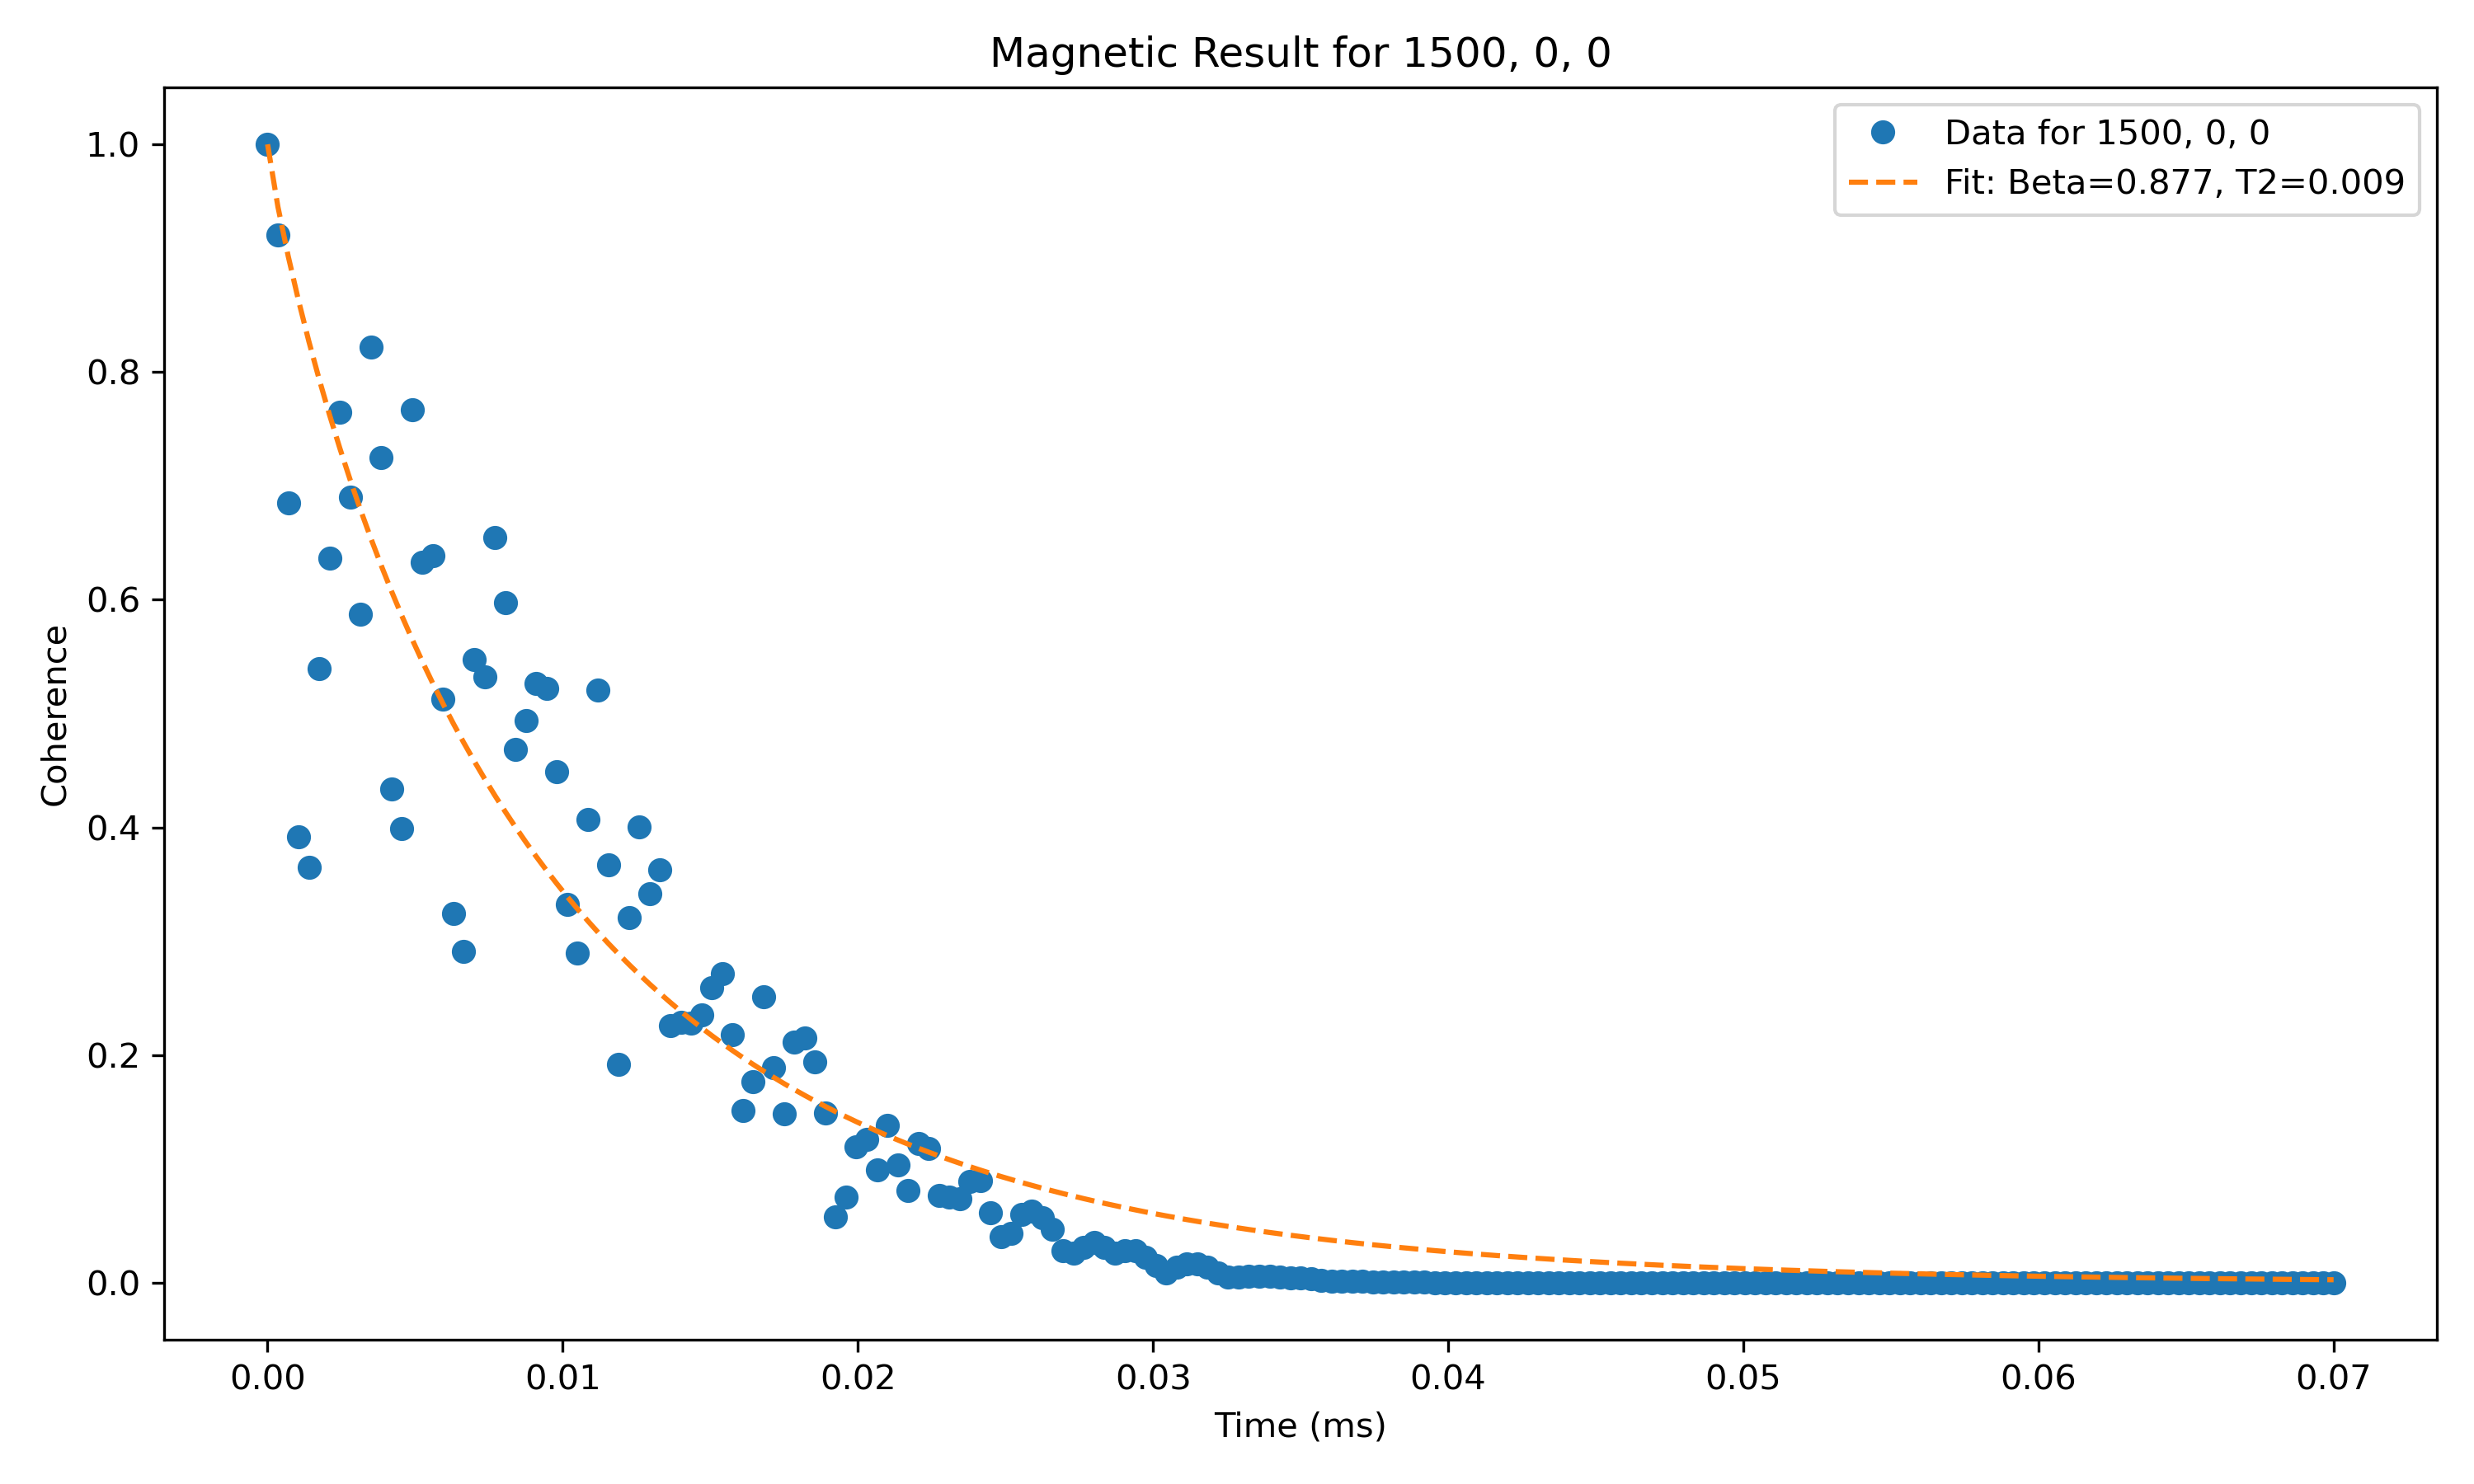 Magnetic Result for 1500, 0, 0
Data for 1500, 0, 0
Fit: Beta=0.877, T2=0.009
Coherence
1.0
0.8
0.6
0.4
0.2
0.0
0.00 0.01 0.02 0.03 0.04 0.05 0.06 0.07
Time (ms)